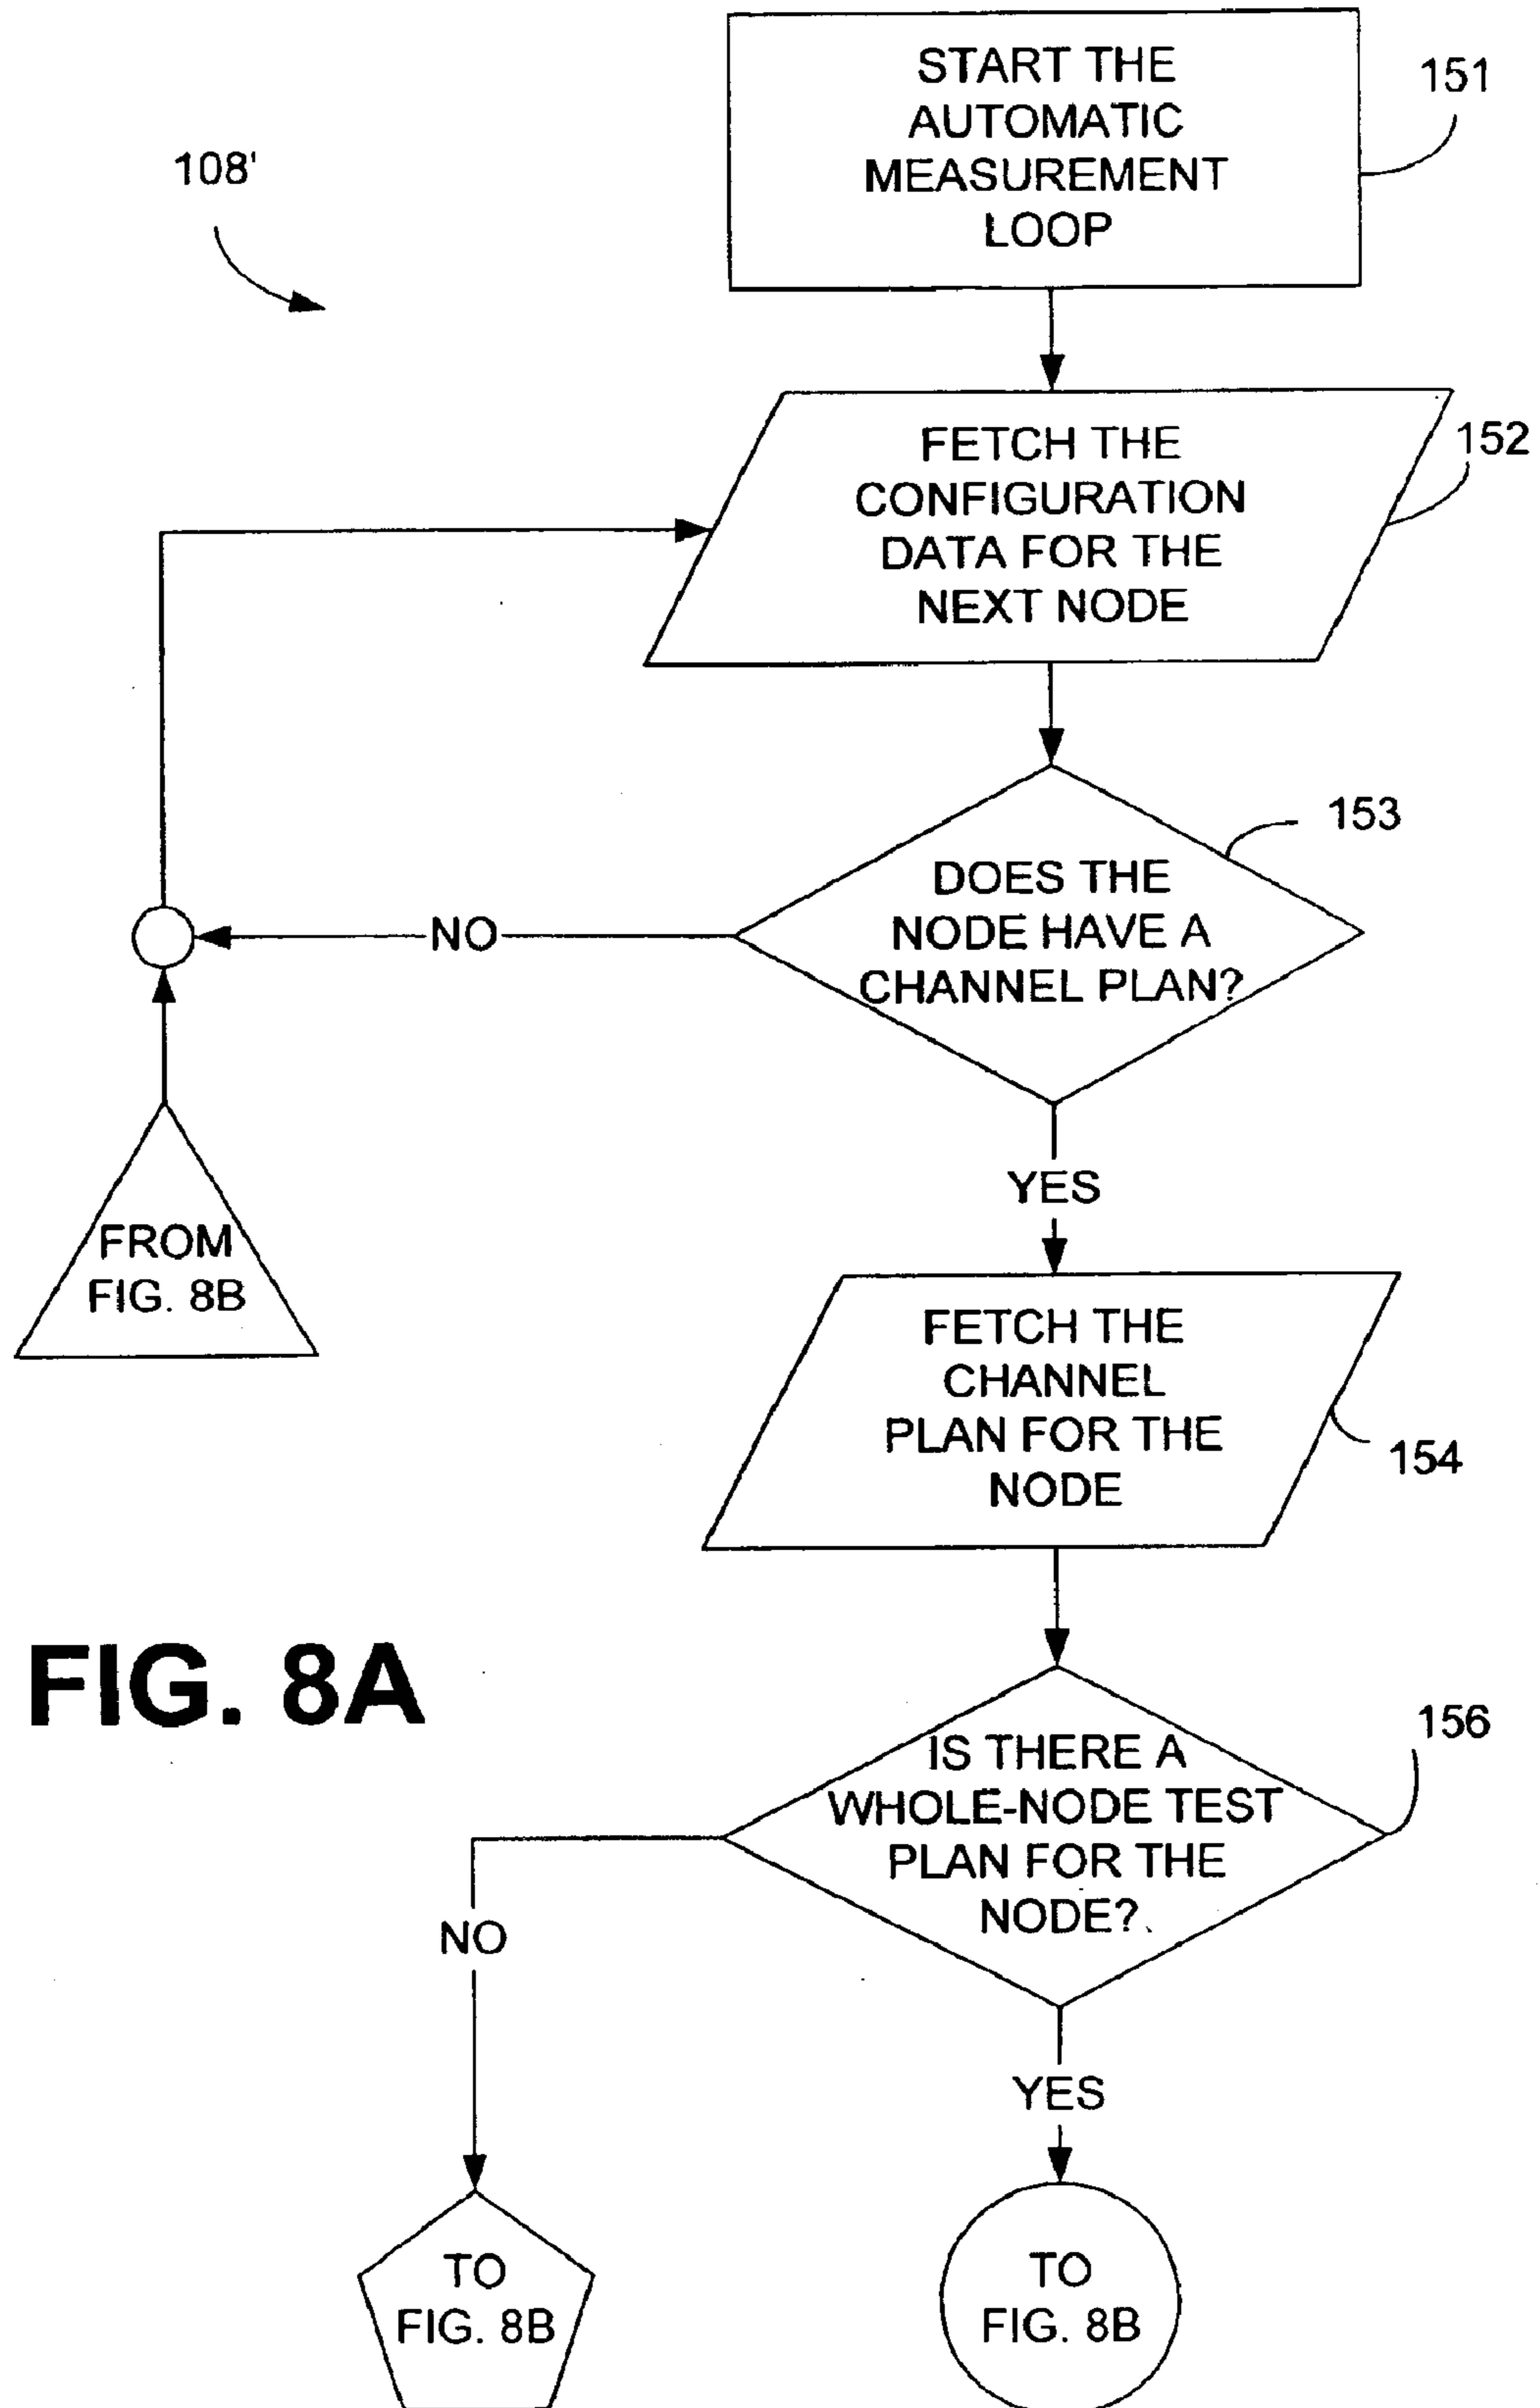 START THE
AUTOMATIC
MEASUREMENT
LOOP
151
108'
FETCH THE
CONFIGURATION
DATA FOR THE
NEXT NODE
152
DOES THE
NODE HAVE A
CHANNEL PLAN?
153
NO
YES
FROM
FIG. 8B
FETCH THE
CHANNEL
PLAN FOR THE
NODE
154
FIG. 8A
IS THERE A
WHOLE-NODE TEST
PLAN FOR THE
NODE?
156
NO
YES
TO
FIG. 8B
TO
FIG. 8B